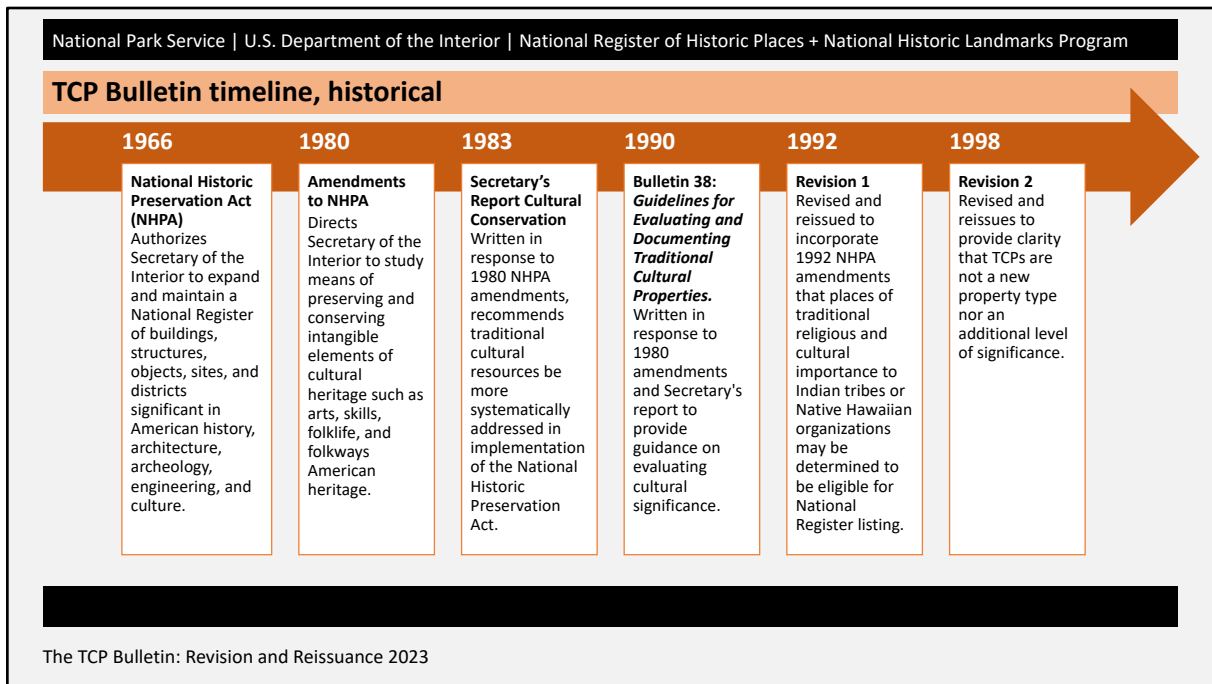 National Park Service | U.S. Department of the Interior | National Register of Historic Places + National Historic Landmarks Program
TCP Bulletin timeline, historical
1966
National Historic
Preservation Act
(NHPA)
Authorizes
Secretary of the
Interior to expand
and maintain a
National Register
of buildings,
structures,
objects, sites, and
districts
significant in
American history,
architecture,
archeology,
engineering, and
culture.
1980
Amendments
to NHPA
Directs
Secretary of the
Interior to study
means of
preserving and
conserving
intangible
elements of
cultural
heritage such as
arts, skills,
folklife, and
folkways
American
heritage.
1983
Secretary’s
Report Cultural
Conservation
Written in
response to
1980 NHPA
amendments,
recommends
traditional
cultural
resources be
more
systematically
addressed in
implementation
of the National
Historic
Preservation
Act.
1990
Bulletin 38:
Guidelines for
Evaluating and
Documenting
Traditional
Cultural
Properties.
Written in
response to
1980
amendments
and Secretary's
report to
provide
guidance on
evaluating
cultural
significance.
1992
Revision 1
Revised and
reissued to
incorporate
1992 NHPA
amendments
that places of
traditional
religious and
cultural
importance to
Indian tribes or
Native Hawaiian
organizations
may be
determined to
be eligible for
National
Register listing.
1998
Revision 2
Revised and
reissues to
provide clarity
that TCPs are
not a new
property type
nor an
additional level
of significance.
The TCP Bulletin: Revision and Reissuance 2023